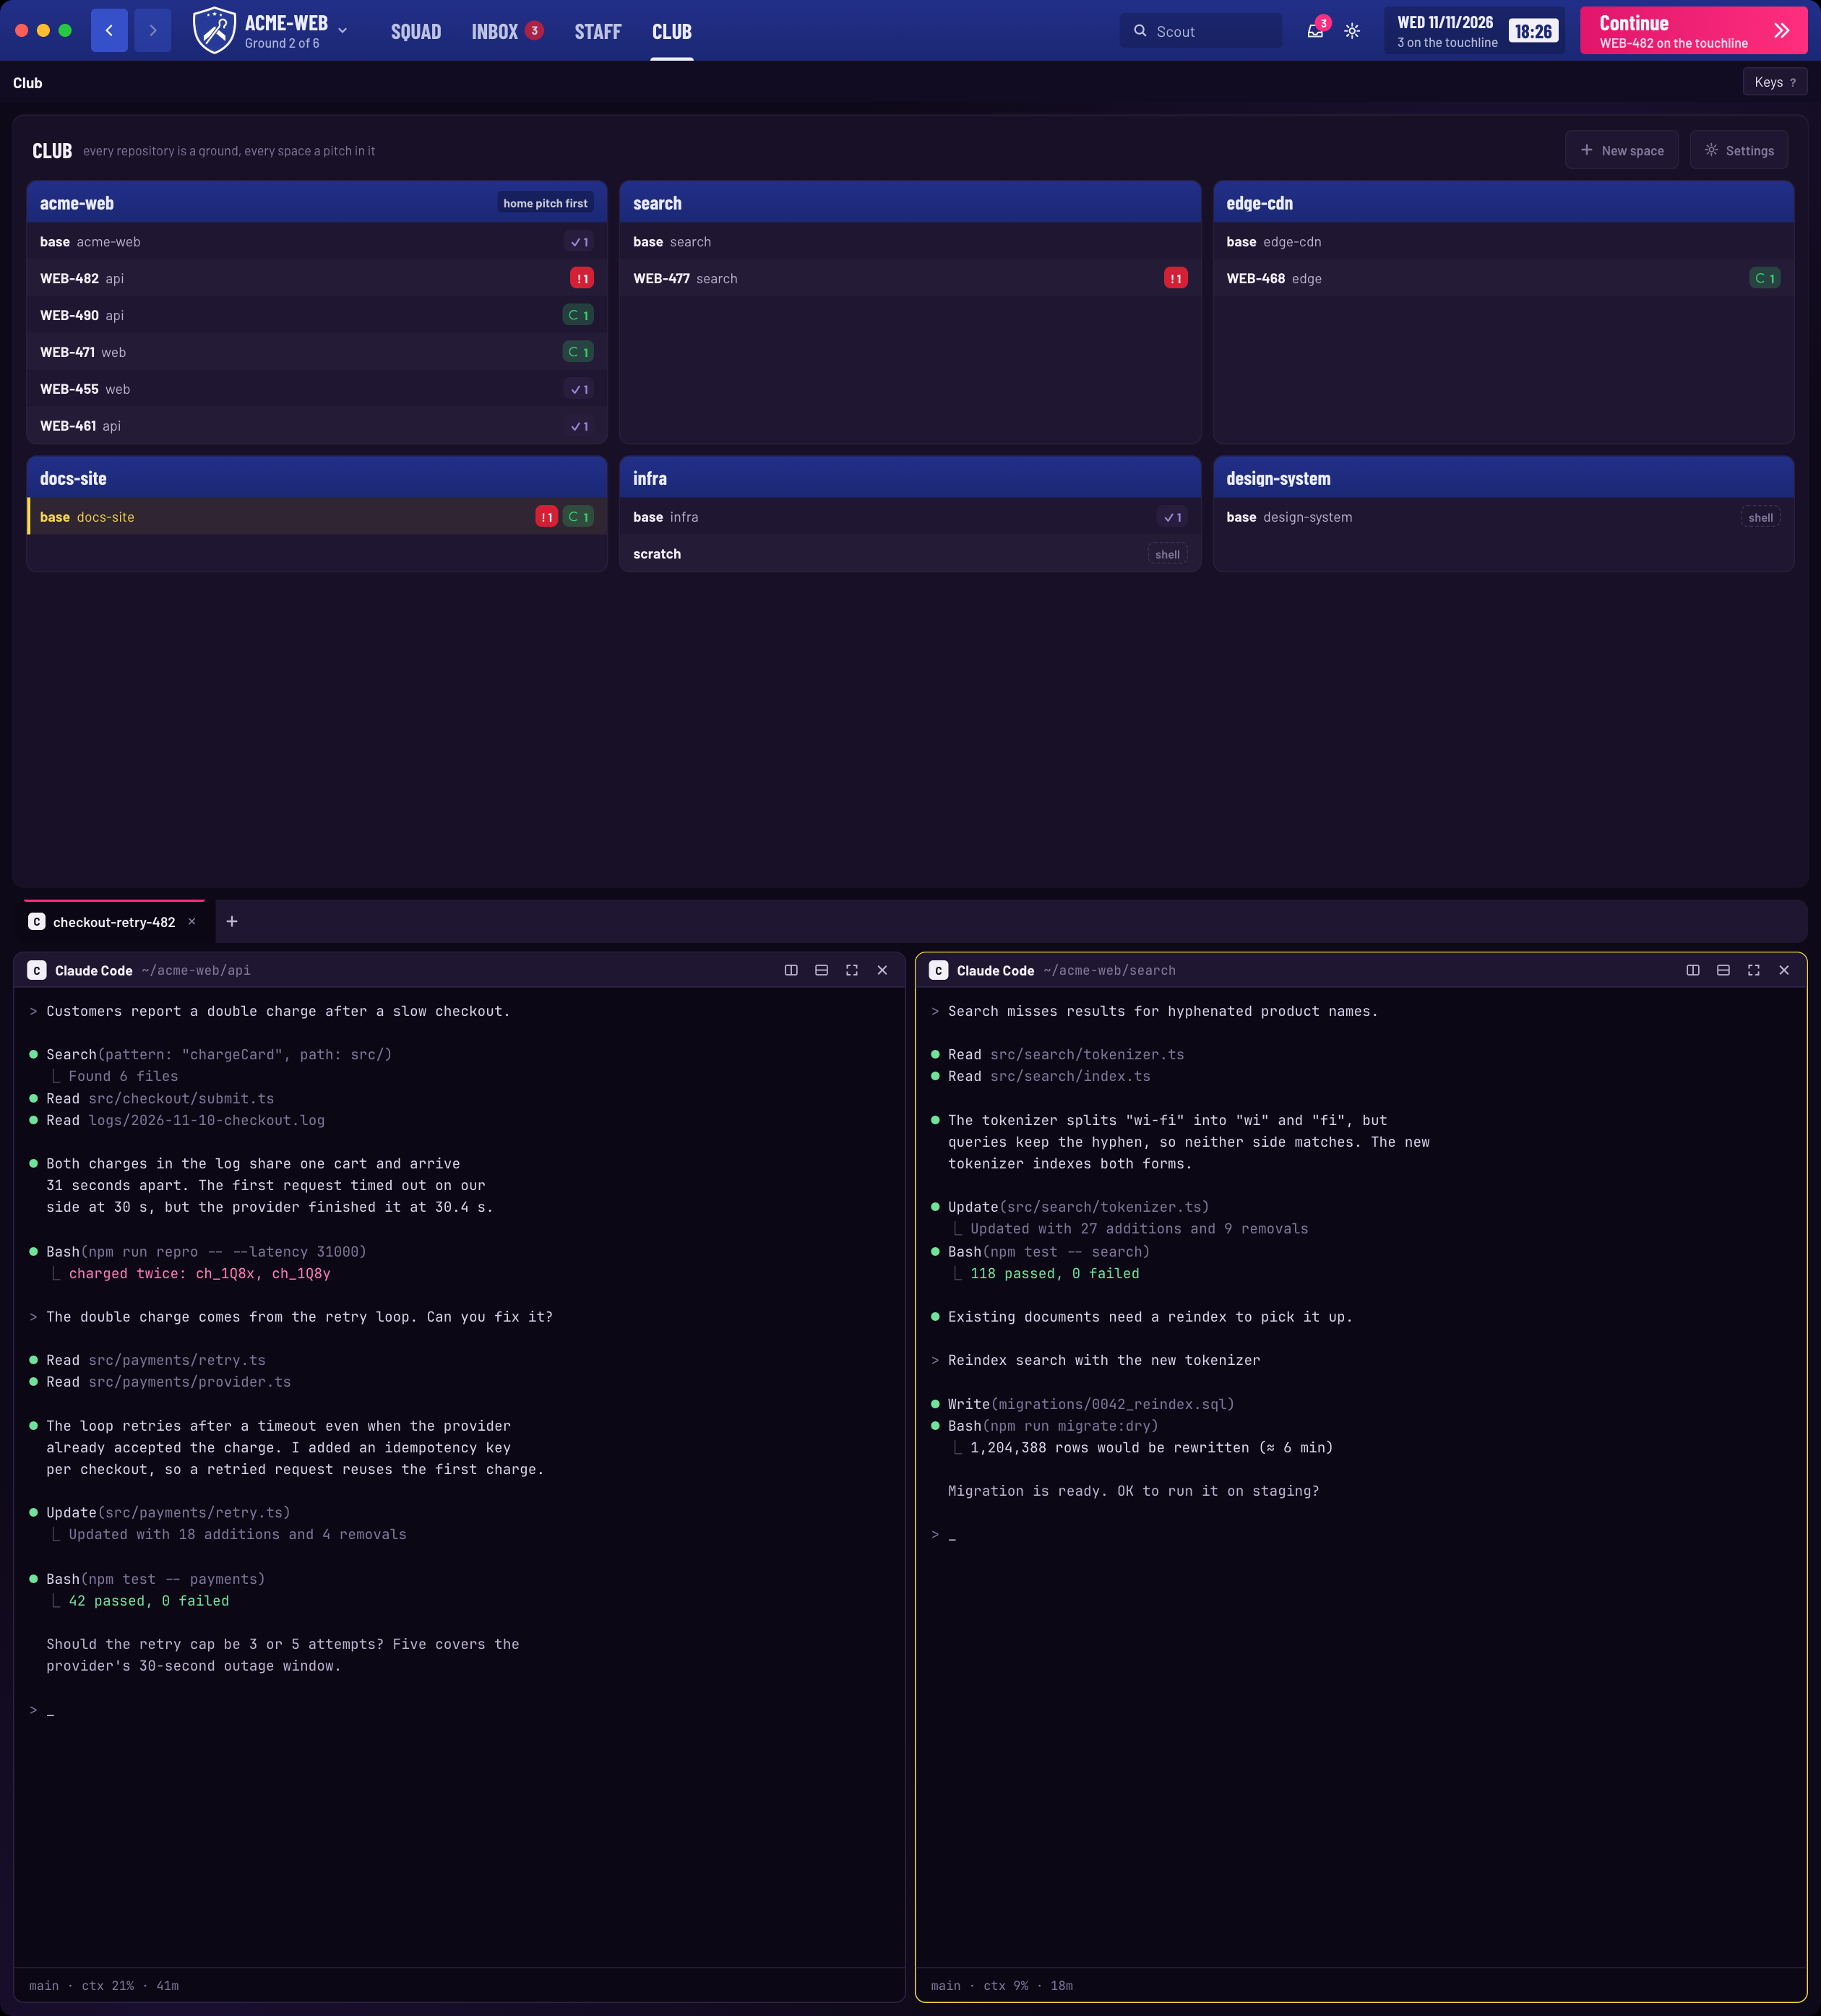 ACME-WEB
Ground 2 of 6
SQUAD
INBOX 3
STAFF
CLUB
Scout
3
WED 11/11/2026
3 on the touchline
18:26
Continue
WEB-482 on the touchline
Club
Keys ?
CLUB every repository is a ground, every space a pitch in it
+ New space
Settings
acme-web home pitch first
base acme-web ✓ 1
WEB-482 api ! 1
WEB-490 api 1
WEB-471 web 1
WEB-455 web ✓ 1
WEB-461 api ✓ 1
search
base search
WEB-477 search ! 1
edge-cdn
base edge-cdn
WEB-468 edge 1
docs-site
base docs-site ! 1 1
infra
base infra ✓ 1
scratch shell
design-system
base design-system shell
C checkout-retry-482 × +
C Claude Code ~/acme-web/api
> Customers report a double charge after a slow checkout.
● Search(pattern: "chargeCard", path: src/)
⎿ Found 6 files
● Read src/checkout/submit.ts
● Read logs/2026-11-10-checkout.log
● Both charges in the log share one cart and arrive
31 seconds apart. The first request timed out on our
side at 30 s, but the provider finished it at 30.4 s.
● Bash(npm run repro -- --latency 31000)
⎿ charged twice: ch_1Q8x, ch_1Q8y
> The double charge comes from the retry loop. Can you fix it?
● Read src/payments/retry.ts
● Read src/payments/provider.ts
● The loop retries after a timeout even when the provider
already accepted the charge. I added an idempotency key
per checkout, so a retried request reuses the first charge.
● Update(src/payments/retry.ts)
⎿ Updated with 18 additions and 4 removals
● Bash(npm test -- payments)
⎿ 42 passed, 0 failed
Should the retry cap be 3 or 5 attempts? Five covers the
provider's 30-second outage window.
> _
main · ctx 21% · 41m
C Claude Code ~/acme-web/search
> Search misses results for hyphenated product names.
● Read src/search/tokenizer.ts
● Read src/search/index.ts
● The tokenizer splits "wi-fi" into "wi" and "fi", but
queries keep the hyphen, so neither side matches. The new
tokenizer indexes both forms.
● Update(src/search/tokenizer.ts)
⎿ Updated with 27 additions and 9 removals
● Bash(npm test -- search)
⎿ 118 passed, 0 failed
● Existing documents need a reindex to pick it up.
> Reindex search with the new tokenizer
● Write(migrations/0042_reindex.sql)
● Bash(npm run migrate:dry)
⎿ 1,204,388 rows would be rewritten (≈ 6 min)
Migration is ready. OK to run it on staging?
> _
main · ctx 9% · 18m